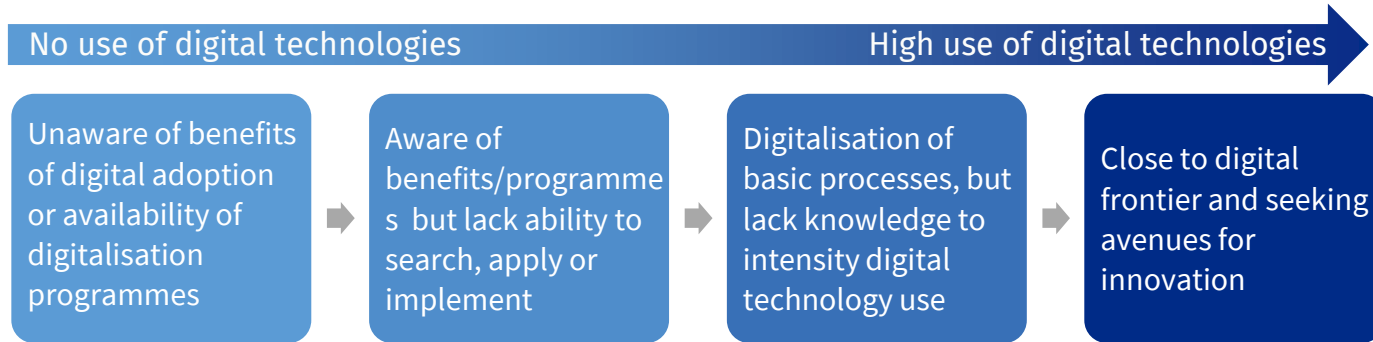 No use of digital technologies
High use of digital technologies
Unaware of benefits
of digital adoption
or availability of
digitalisation
programmes
Aware of
benefits/programme
s but lack ability to
search, apply or
implement
Digitalisation of
basic processes, but
lack knowledge to
intensity digital
technology use
Close to digital
frontier and seeking
avenues for
innovation